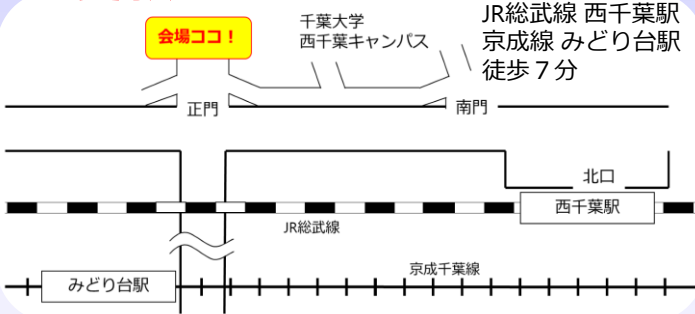 会場ココ！
千葉大学
西千葉キャンパス
JR総武線 西千葉駅
京成線 みどり台駅
徒歩７分
正門
南門
北口
西千葉駅
JR総武線
京成千葉線
みどり台駅